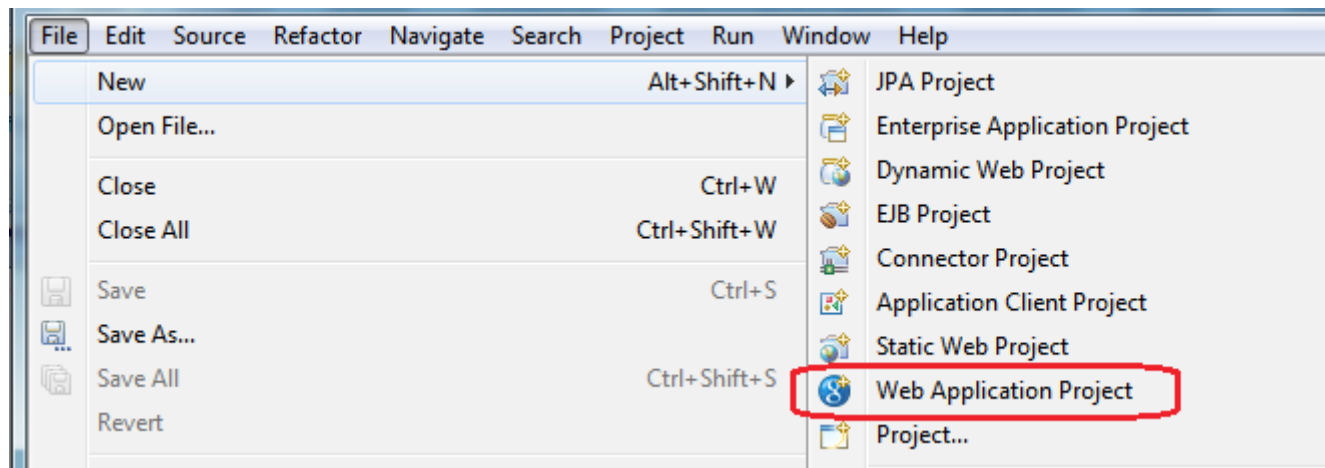 File Edit Source Refactor Navigate Search Project Run Window Help
New Alt+Shift+N
Open File...
Close Ctrl+W
Close All Ctrl+Shift+W
Save Ctrl+S
Save As...
Save All Ctrl+Shift+S
Revert
JPA Project
Enterprise Application Project
Dynamic Web Project
EJB Project
Connector Project
Application Client Project
Static Web Project
Web Application Project
Project...